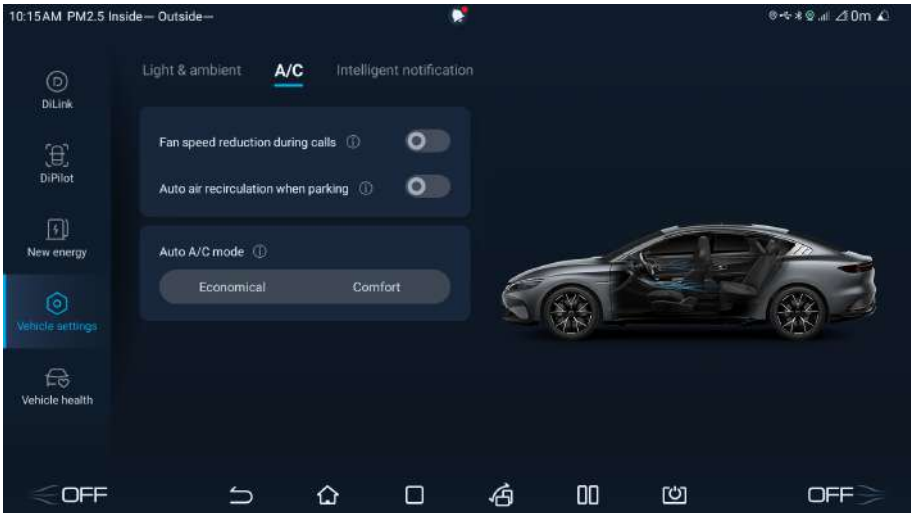 10:15AM PM2.5 Inside— Outside—
0m
Light & ambient A/C Intelligent notification
DiLink
Fan speed reduction during calls
DiPilot
Auto air recirculation when parking
New energy
Auto A/C mode
Economical Comfort
Vehicle settings
Vehicle health
OFF OFF